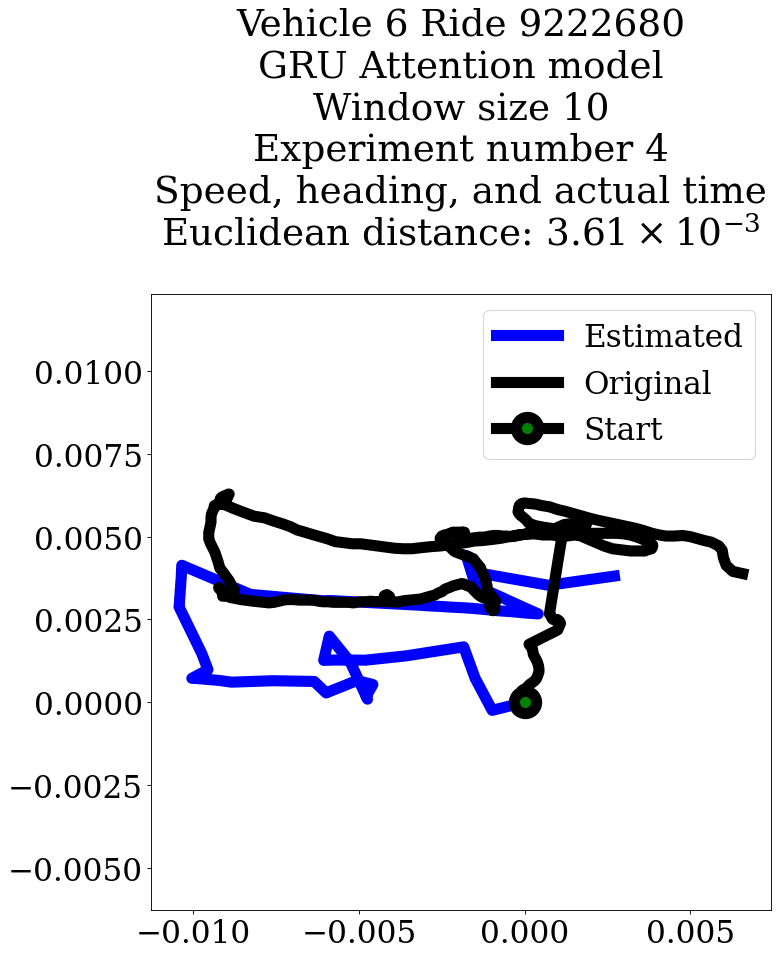 Vehicle 6 Ride 9222680
GRU Attention model
Window size 10
Experiment number 4
Speed, heading, and actual time
Euclidean distance: 3.61 × 10⁻³
Estimated
Original
Start
0.0100
0.0075
0.0050
0.0025
0.0000
−0.0025
−0.0050
−0.010 −0.005 0.000 0.005